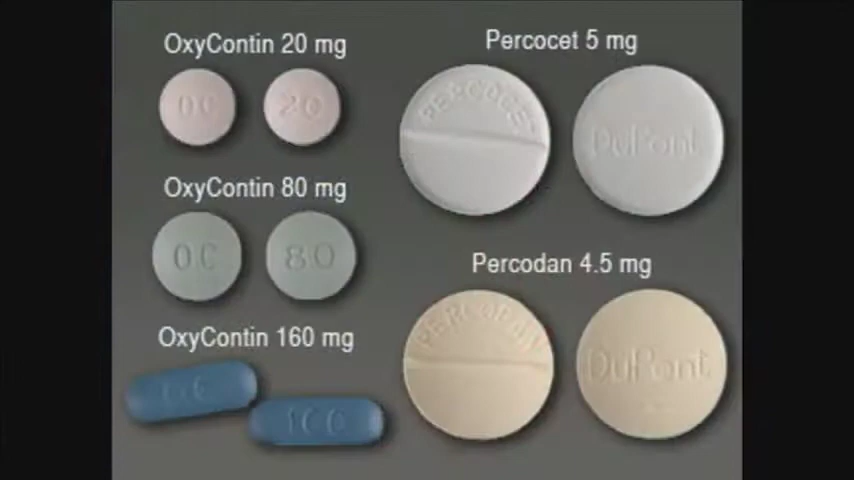 OxyContin 20 mg
OC
20
OxyContin 80 mg
OC
80
OxyContin 160 mg
Percocet 5 mg
PERCOCET
DuPont
Percodan 4.5 mg
PERCODAN
DuPont